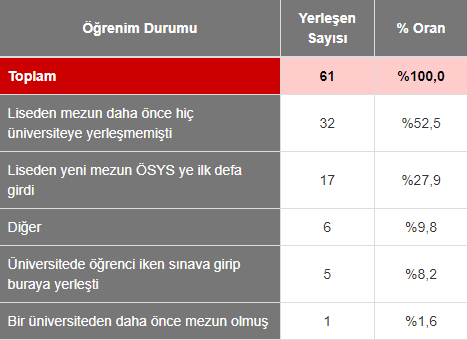 Öğrenim Durumu
Yerleşen
Sayısı
% Oran
Toplam
61
%100,0
Liseden mezun daha önce hiç
üniversiteye yerleşmemişti
32
%52,5
Liseden yeni mezun ÖSYS ye ilk defa
girdi
17
%27,9
Diğer
6
%9,8
Üniversitede öğrenci iken sınava girip
buraya yerleşti
5
%8,2
Bir üniversiteden daha önce mezun olmuş
1
%1,6